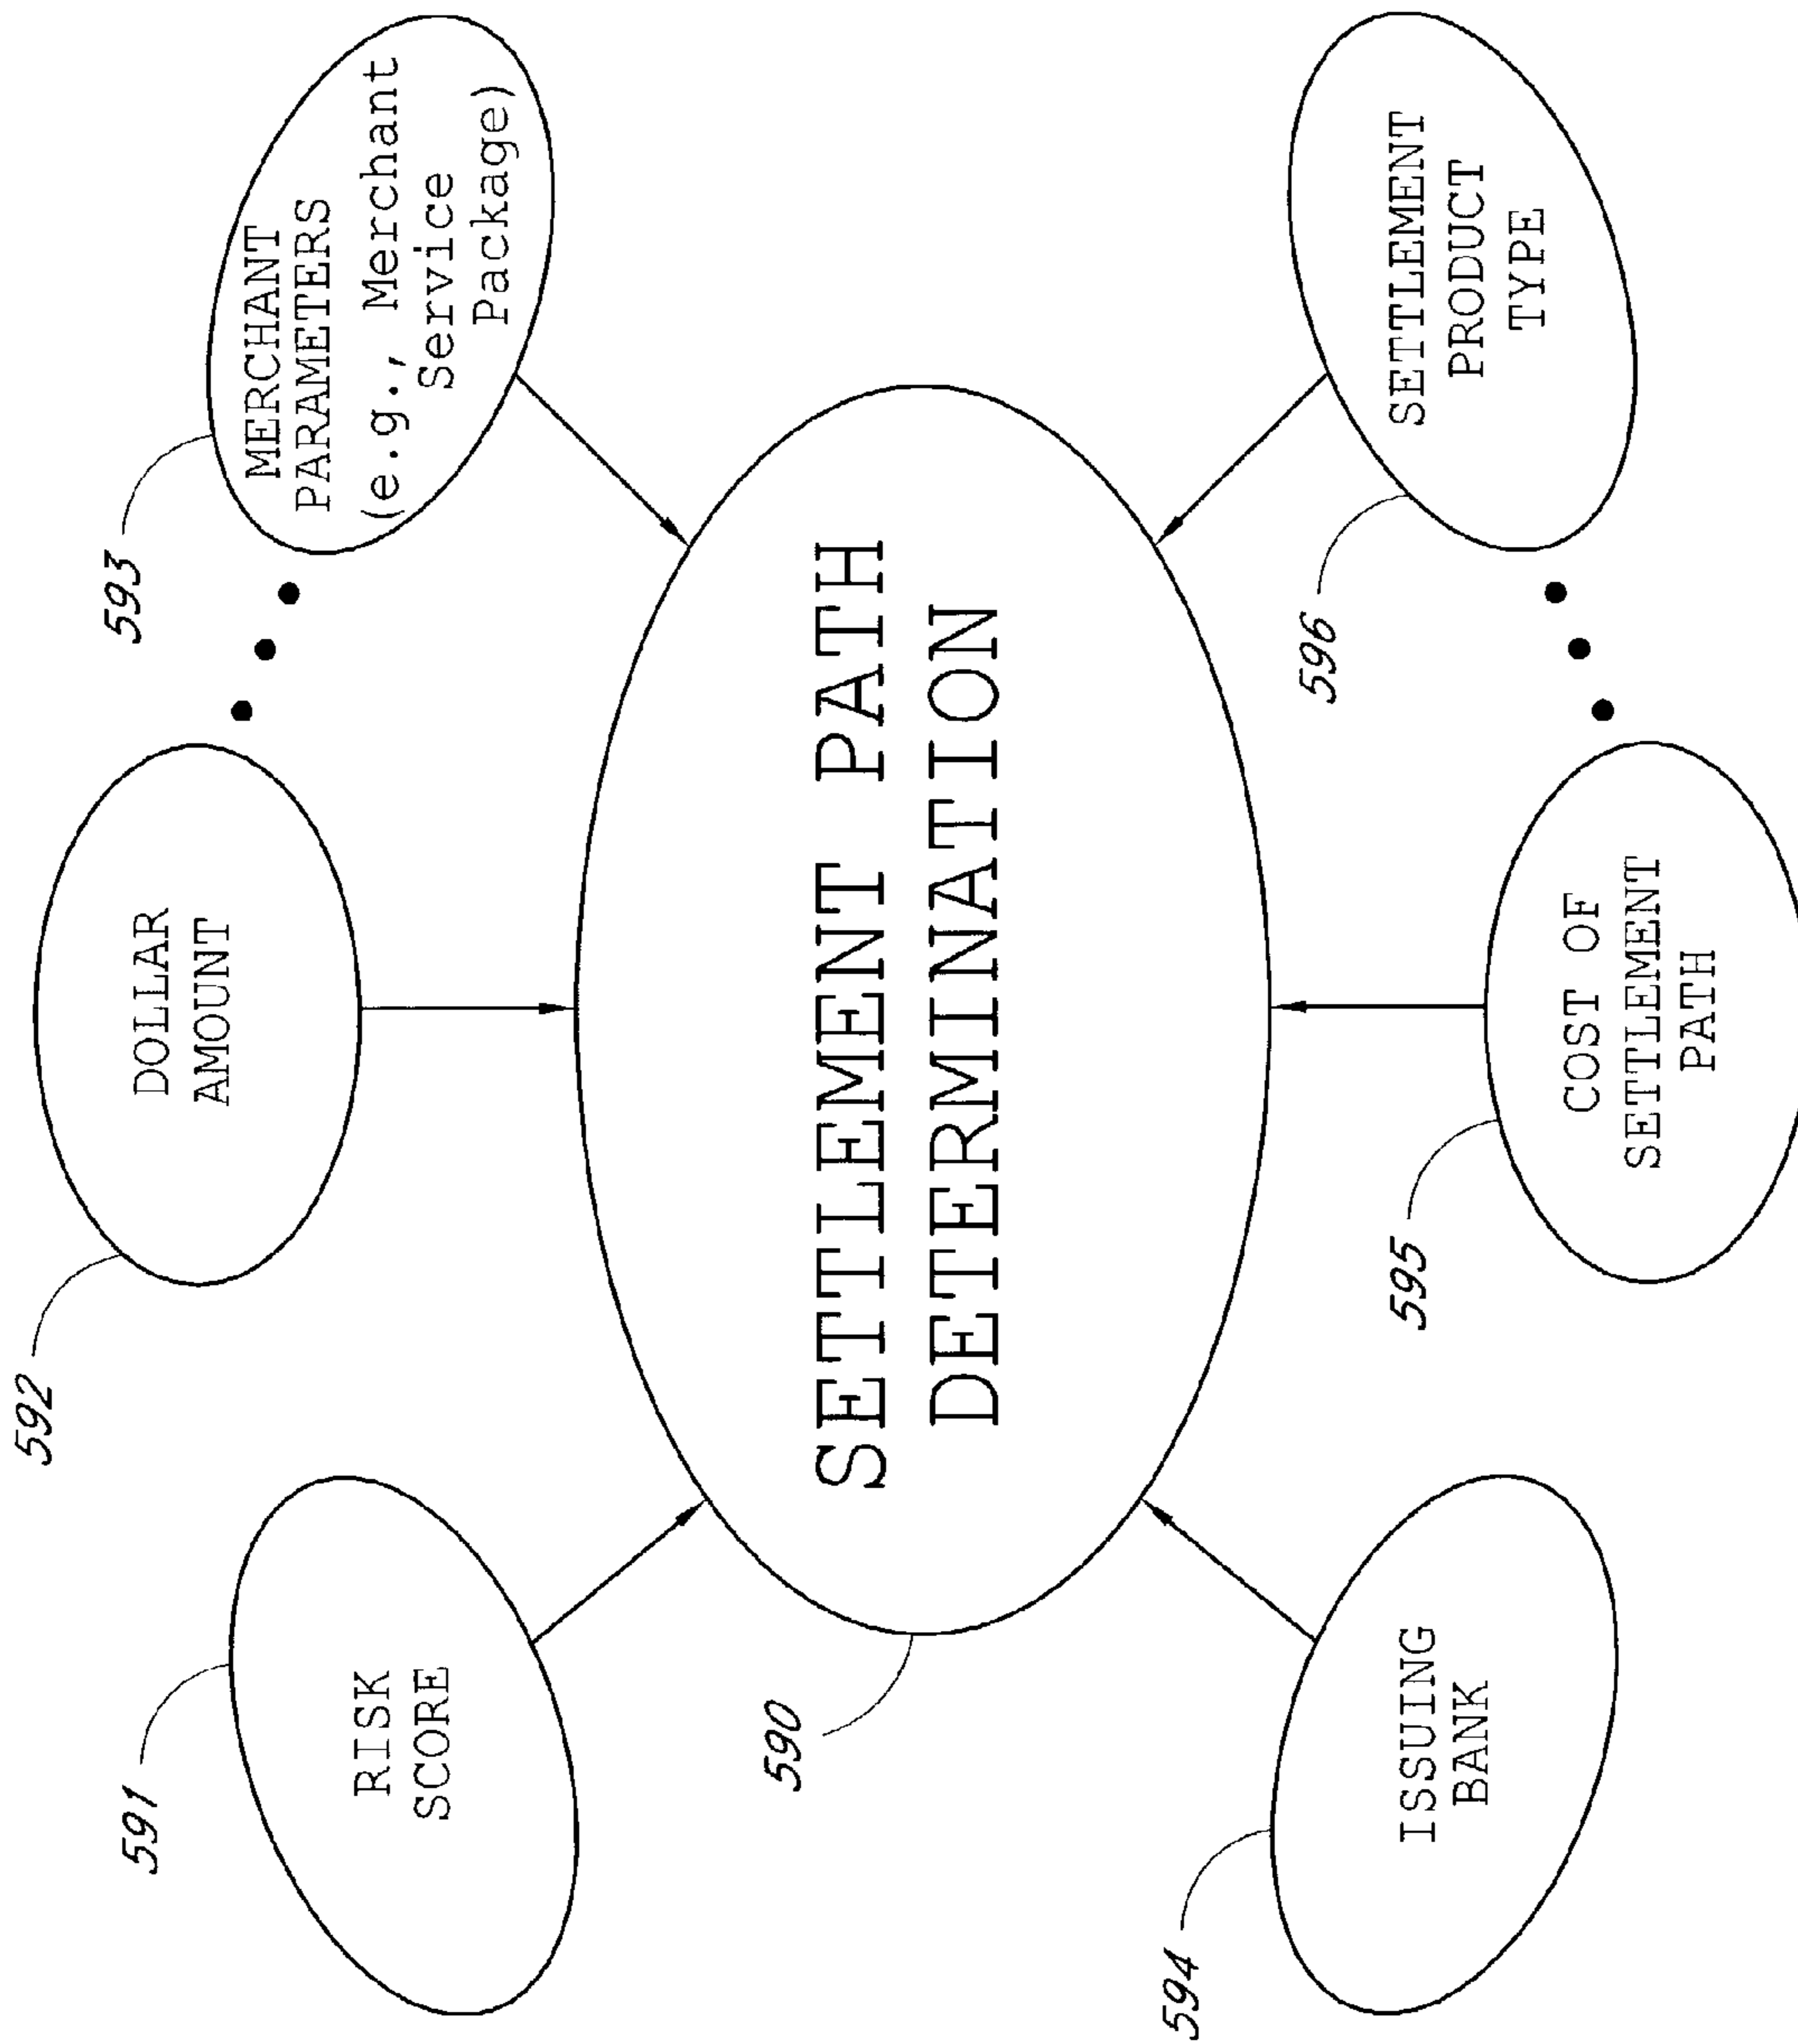 591
RISK
SCORE
592
DOLLAR
AMOUNT
593
MERCHANT
PARAMETERS
(e.g., Merchant
Service
Package)
590
SETTLEMENT PATH
DETERMINATION
594
ISSUING
BANK
595
COST OF
SETTLEMENT
PATH
596
SETTLEMENT
PRODUCT
TYPE